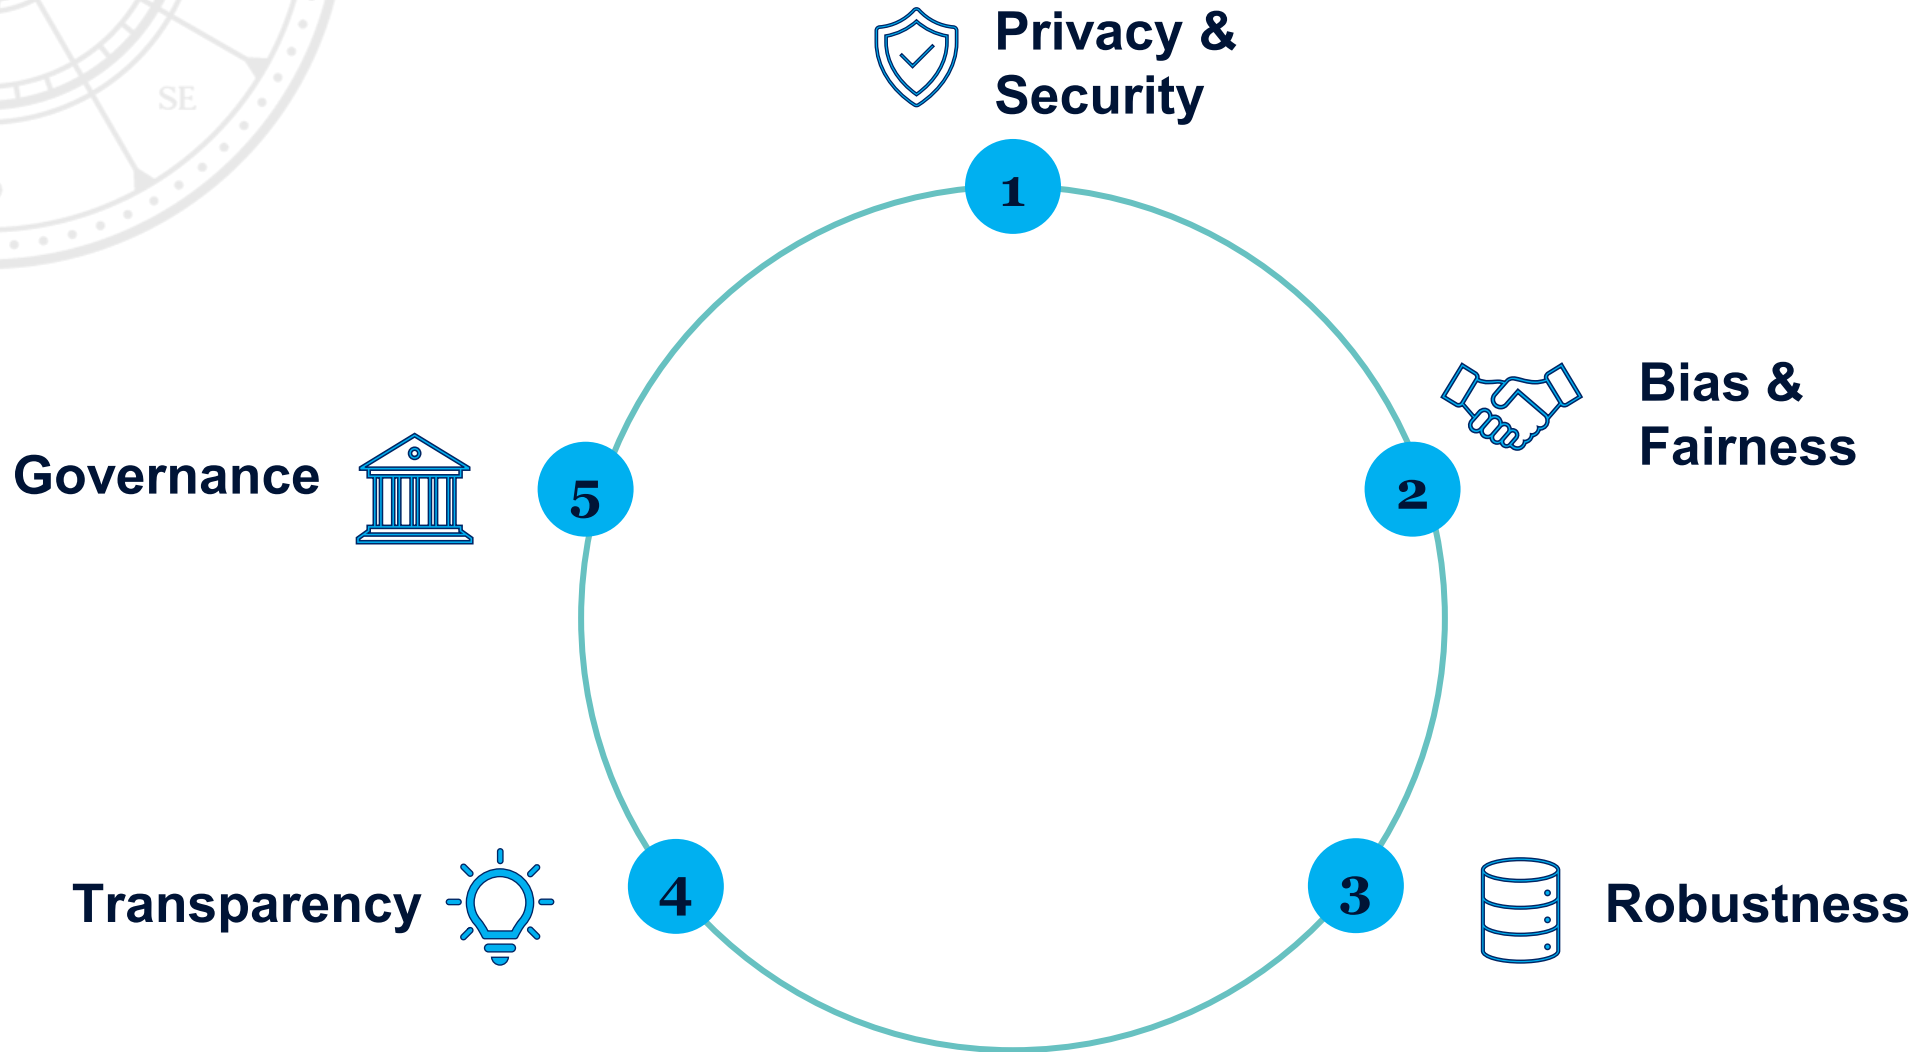 SE
Privacy &
Security
1
Bias &
Fairness
2
Governance
5
Transparency
4
3
Robustness